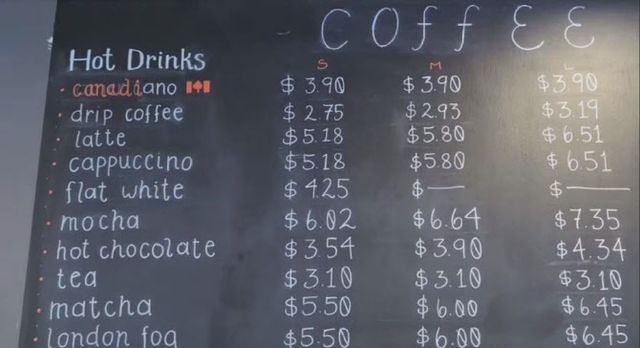 COffEE
Hot Drinks S M L
· canadiano $3.90 $3.90 $3.90
· drip coffee $2.75 $2.93 $3.19
· latte $5.18 $5.80 $6.51
· cappuccino $5.18 $5.80 $6.51
· flat white $4.25 $— $—
· mocha $6.02 $6.64 $7.35
· hot chocolate $3.54 $3.90 $4.34
· tea $3.10 $3.10 $3.10
· matcha $5.50 $6.00 $6.45
· london fog $5.50 $6.00 $6.45